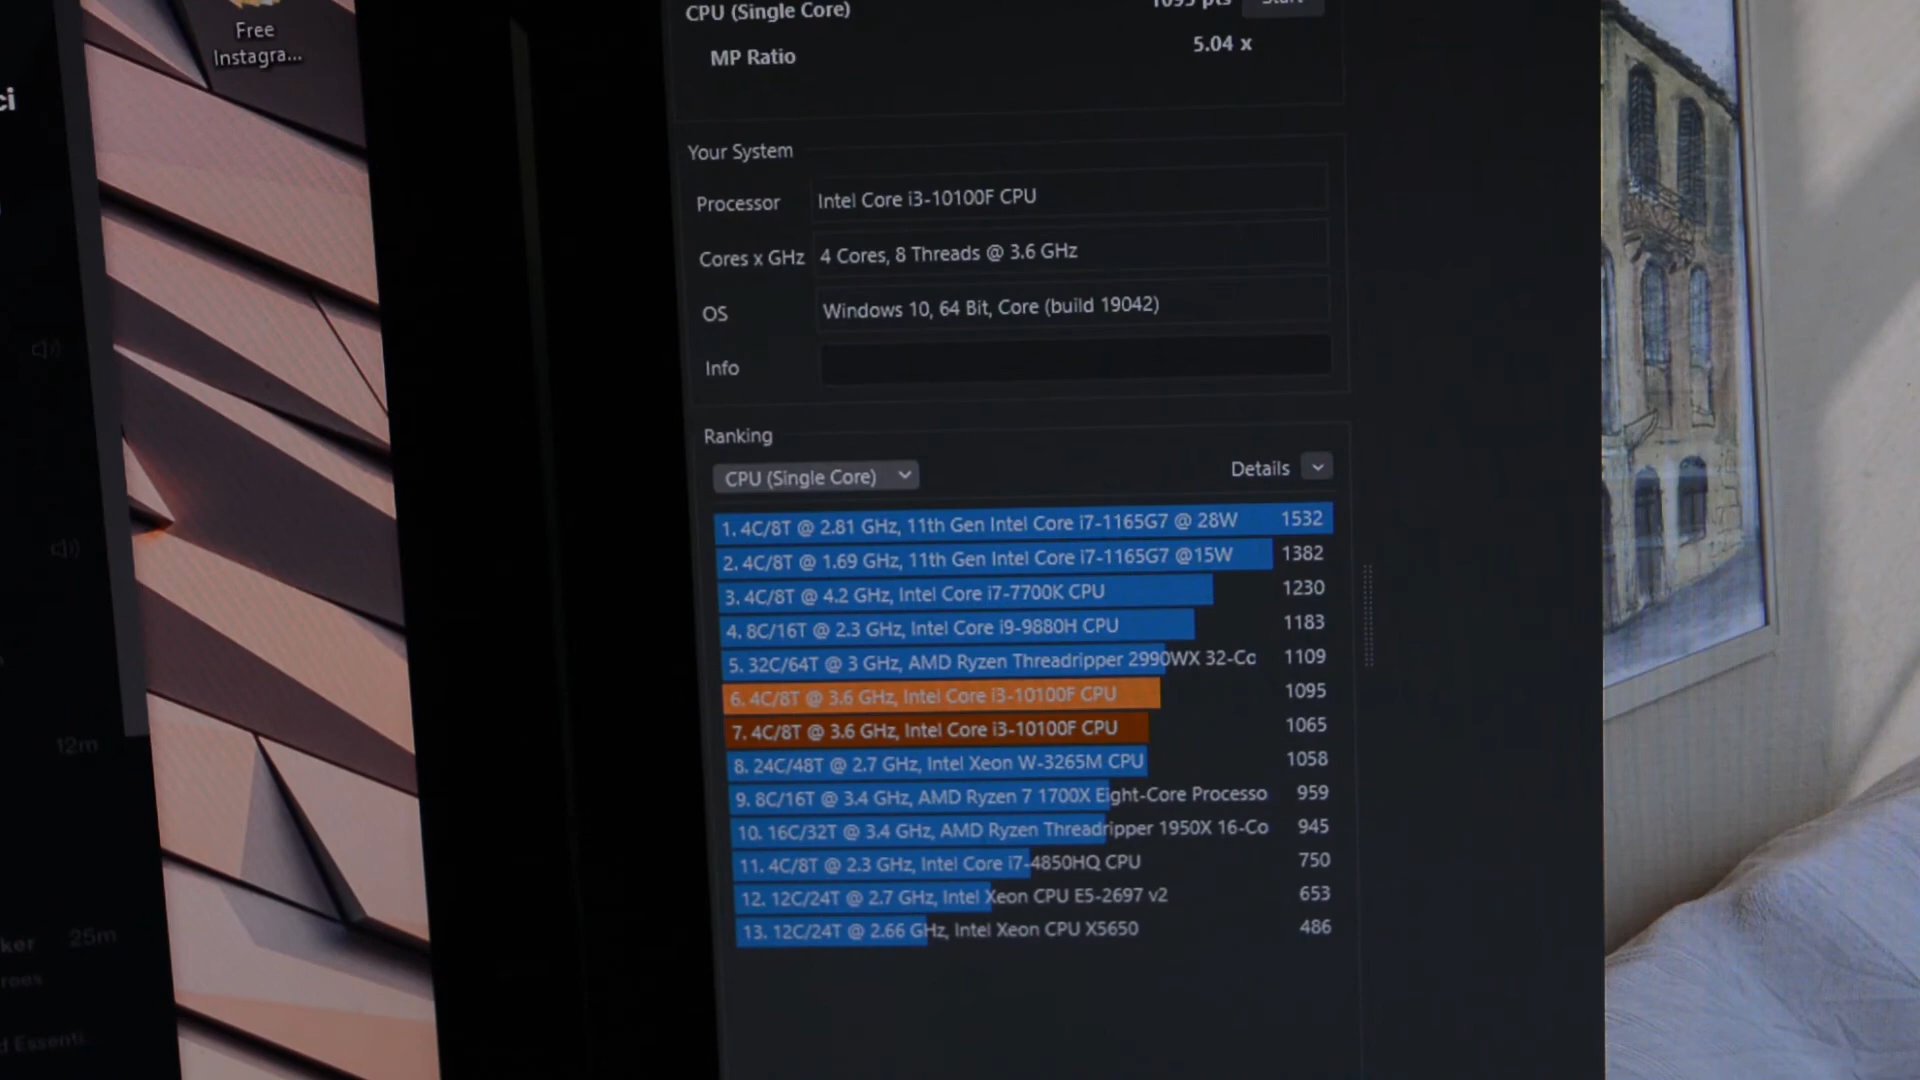 Free
Instagra...
ci
12m
ker 25m
d Essenti...
CPU (Single Core) 1095 pts Start
MP Ratio 5.04 x
Your System
Processor Intel Core i3-10100F CPU
Cores x GHz 4 Cores, 8 Threads @ 3.6 GHz
OS Windows 10, 64 Bit, Core (build 19042)
Info
Ranking
CPU (Single Core) Details
1. 4C/8T @ 2.81 GHz, 11th Gen Intel Core i7-1165G7 @ 28W 1532
2. 4C/8T @ 1.69 GHz, 11th Gen Intel Core i7-1165G7 @15W 1382
3. 4C/8T @ 4.2 GHz, Intel Core i7-7700K CPU 1230
4. 8C/16T @ 2.3 GHz, Intel Core i9-9880H CPU 1183
5. 32C/64T @ 3 GHz, AMD Ryzen Threadripper 2990WX 32-Co 1109
6. 4C/8T @ 3.6 GHz, Intel Core i3-10100F CPU 1095
7. 4C/8T @ 3.6 GHz, Intel Core i3-10100F CPU 1065
8. 24C/48T @ 2.7 GHz, Intel Xeon W-3265M CPU 1058
9. 8C/16T @ 3.4 GHz, AMD Ryzen 7 1700X Eight-Core Processo 959
10. 16C/32T @ 3.4 GHz, AMD Ryzen Threadripper 1950X 16-Co 945
11. 4C/8T @ 2.3 GHz, Intel Core i7-4850HQ CPU 750
12. 12C/24T @ 2.7 GHz, Intel Xeon CPU E5-2697 v2 653
13. 12C/24T @ 2.66 GHz, Intel Xeon CPU X5650 486